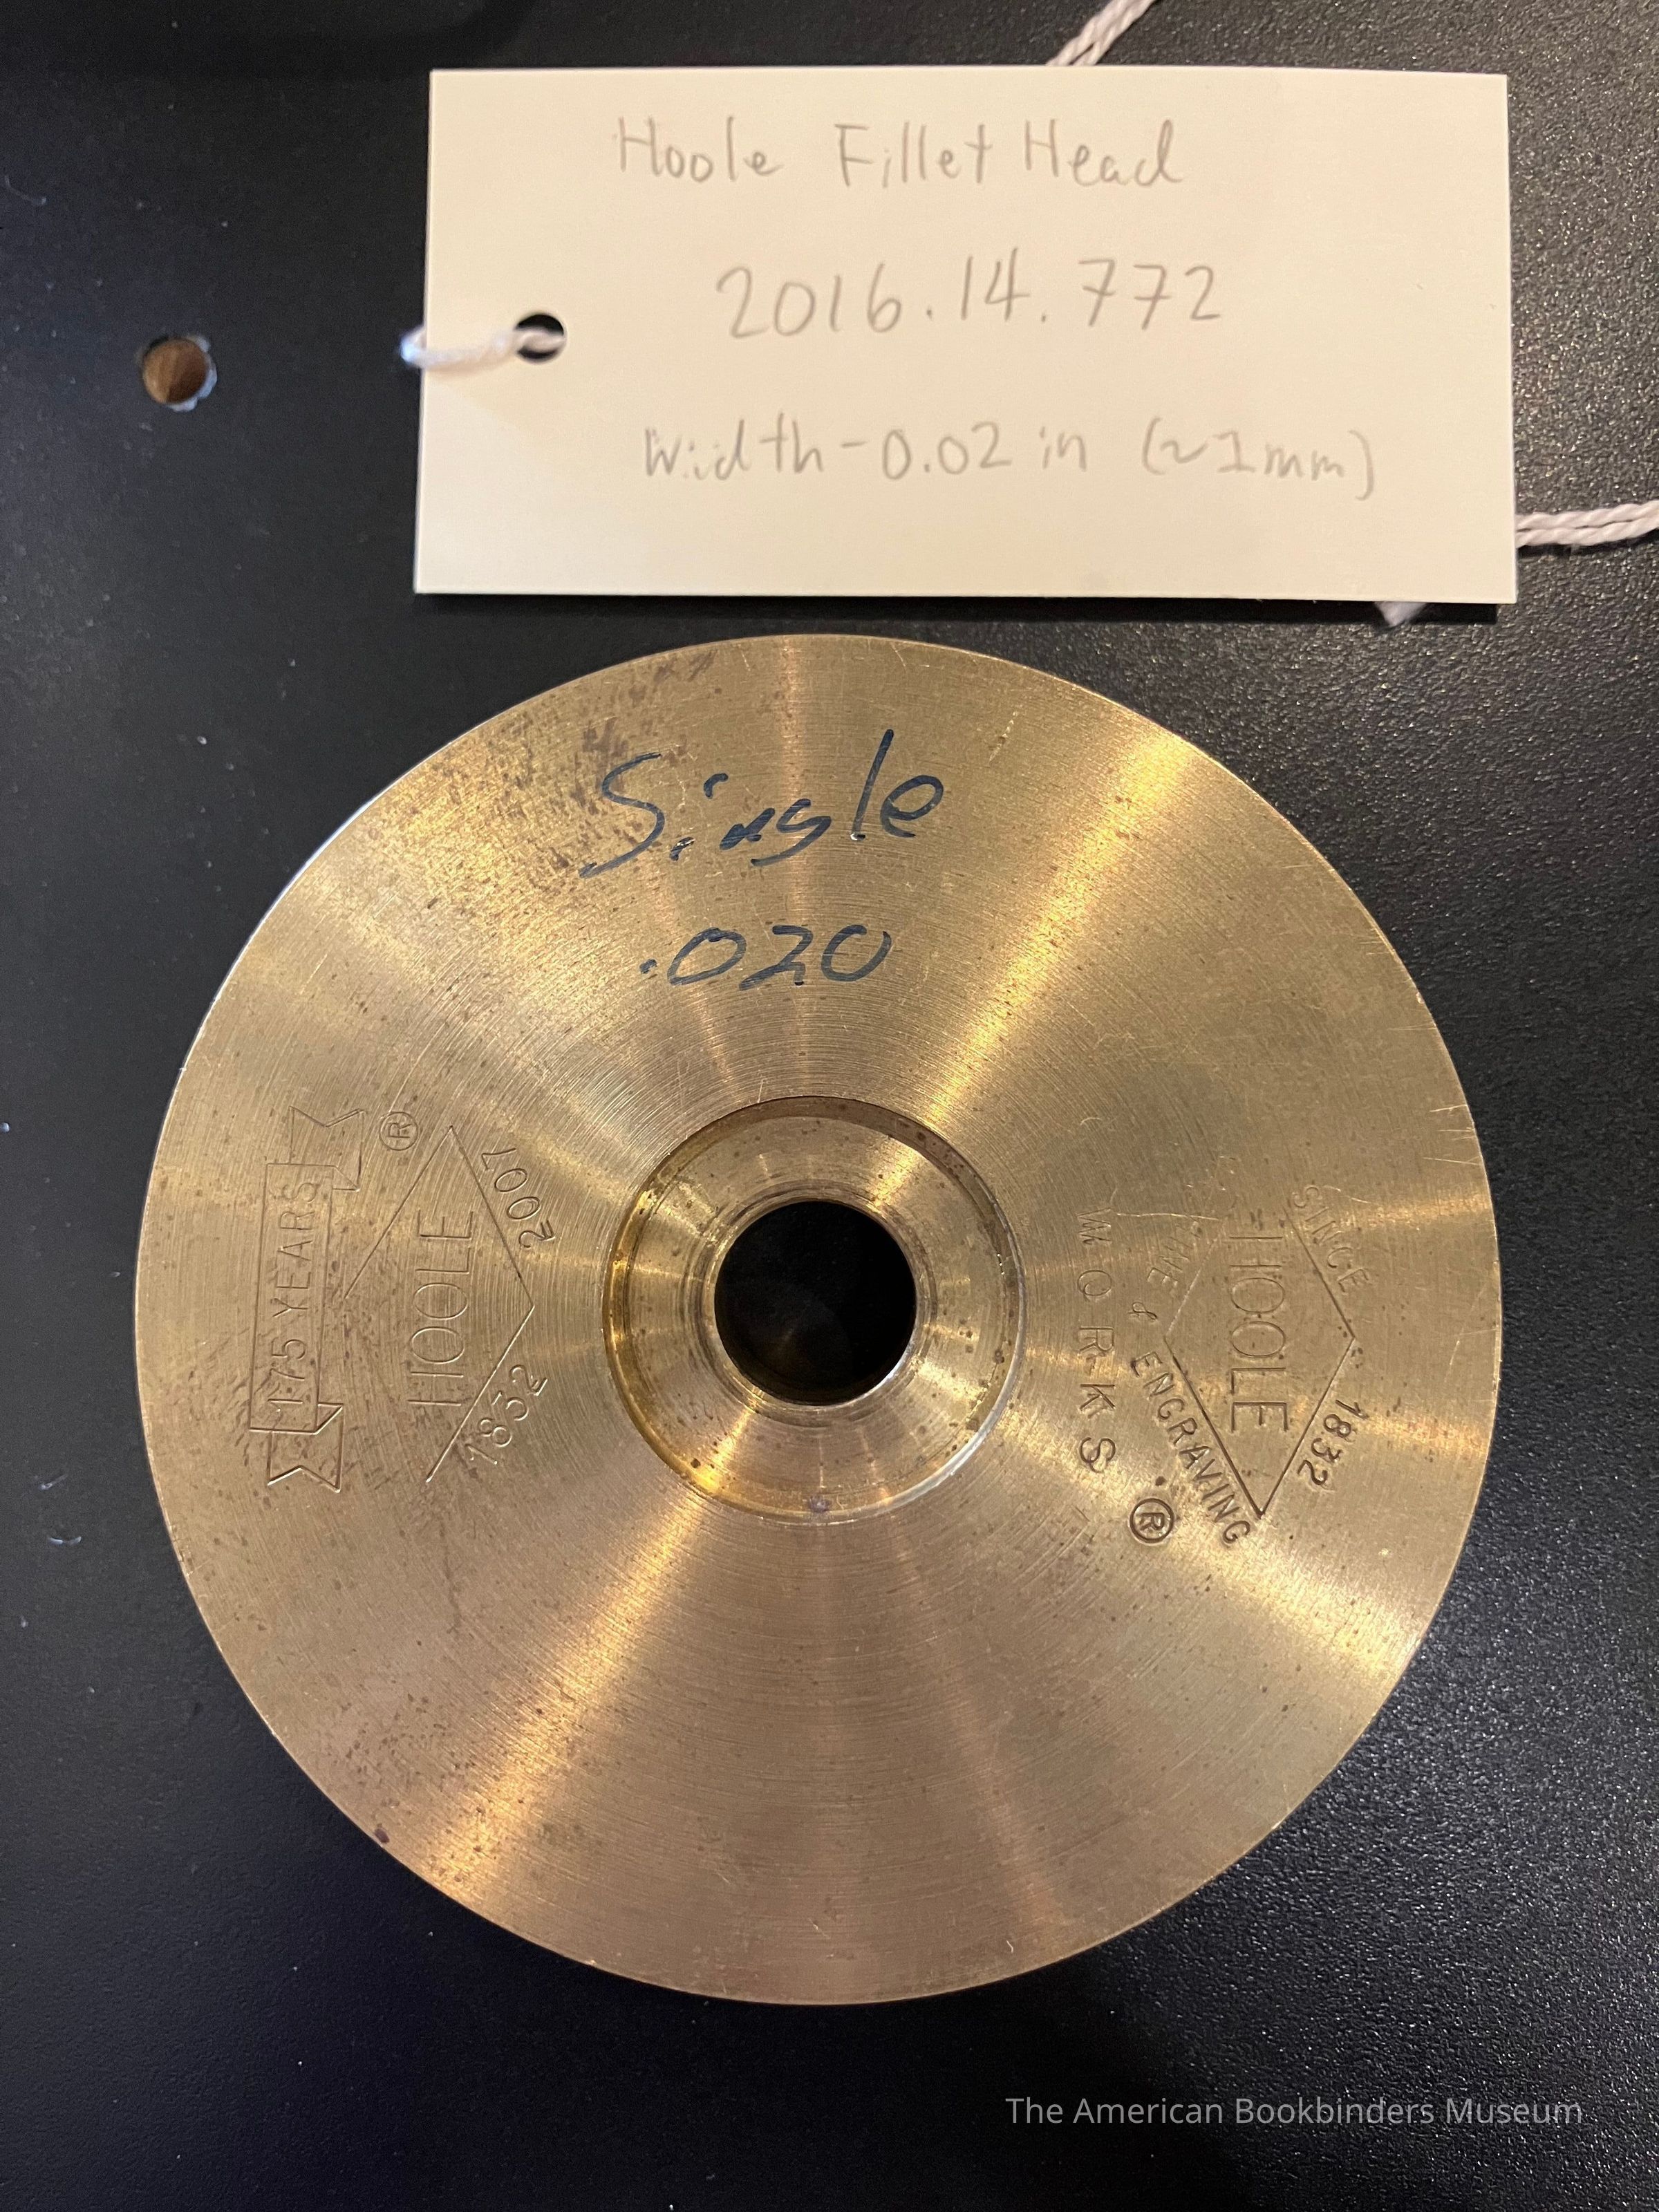 Hoole Fillet Head
2016.14.772
Width-0.02 in (~1mm)
Single
.020
175 YEARS
®
HOOLE
2007
1832
SINCE 1832
HOOLE
THE & ENGRAVING
WORKS
®
The American Bookbinders Museum